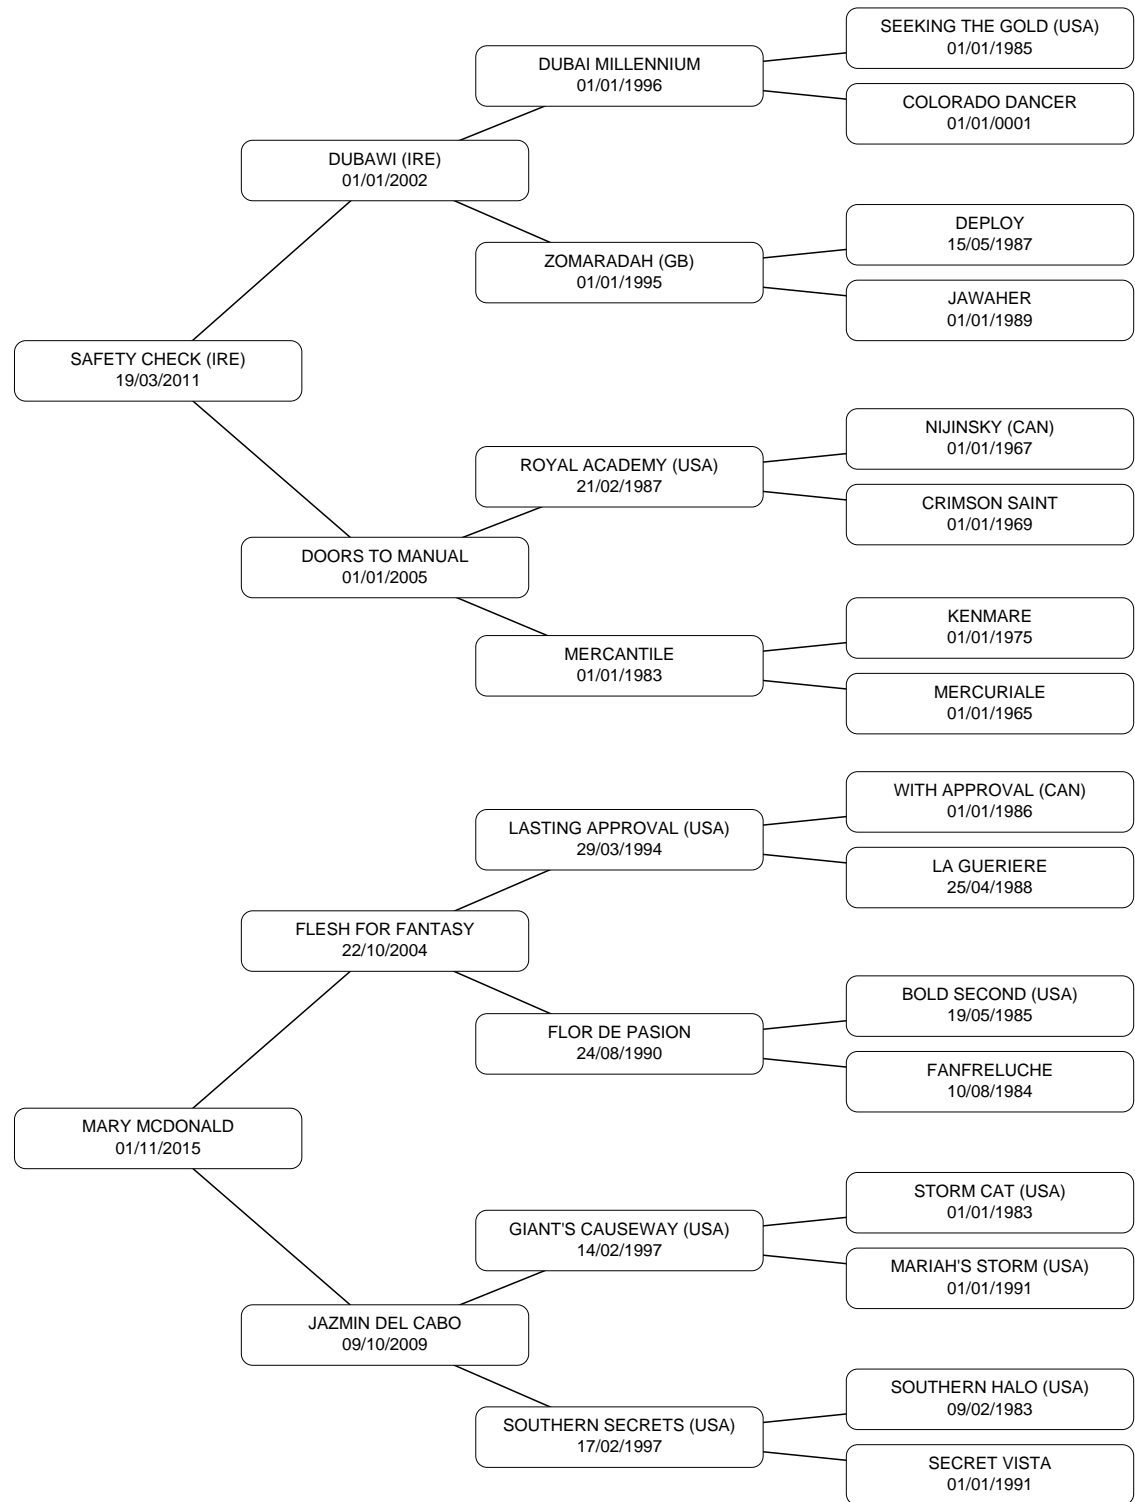 SEEKING THE GOLD (USA)
01/01/1985
DUBAI MILLENNIUM
01/01/1996
COLORADO DANCER
01/01/0001
DUBAWI (IRE)
01/01/2002
DEPLOY
15/05/1987
ZOMARADAH (GB)
01/01/1995
JAWAHER
01/01/1989
SAFETY CHECK (IRE)
19/03/2011
NIJINSKY (CAN)
01/01/1967
ROYAL ACADEMY (USA)
21/02/1987
CRIMSON SAINT
01/01/1969
DOORS TO MANUAL
01/01/2005
KENMARE
01/01/1975
MERCANTILE
01/01/1983
MERCURIALE
01/01/1965
WITH APPROVAL (CAN)
01/01/1986
LASTING APPROVAL (USA)
29/03/1994
LA GUERIERE
25/04/1988
FLESH FOR FANTASY
22/10/2004
BOLD SECOND (USA)
19/05/1985
FLOR DE PASION
24/08/1990
FANFRELUCHE
10/08/1984
MARY MCDONALD
01/11/2015
STORM CAT (USA)
01/01/1983
GIANT'S CAUSEWAY (USA)
14/02/1997
MARIAH'S STORM (USA)
01/01/1991
JAZMIN DEL CABO
09/10/2009
SOUTHERN HALO (USA)
09/02/1983
SOUTHERN SECRETS (USA)
17/02/1997
SECRET VISTA
01/01/1991